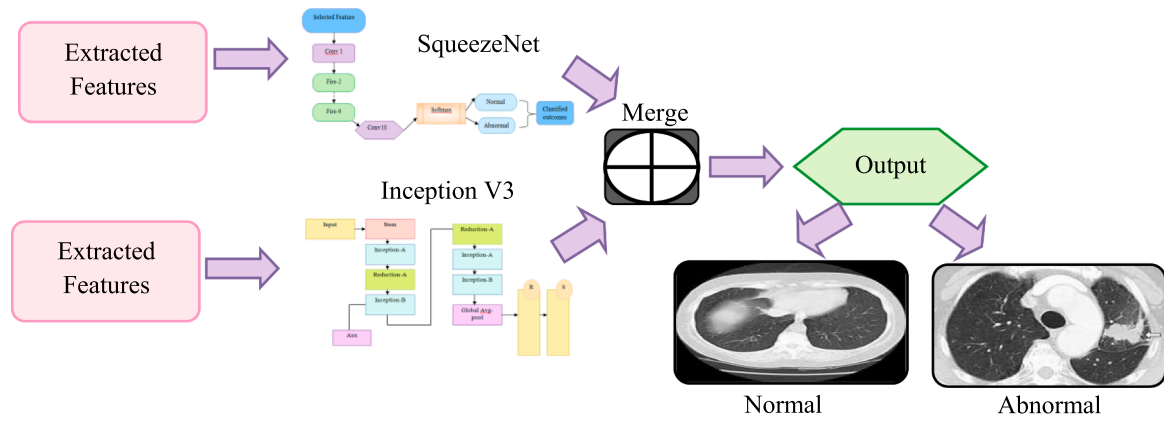 Extracted
Features
Selected Feature
Conv 1
Fire-2
Fire-9
Conv10
Softmax
Normal
Abnormal
Classified
outcomes
SqueezeNet
Merge
Output
Extracted
Features
Inception V3
Input
Stem
Inception-A
Reduction-A
Inception-B
Aux
Reduction-A
Inception-A
Inception-B
Global Avg-
pool
R
S
Normal
Abnormal